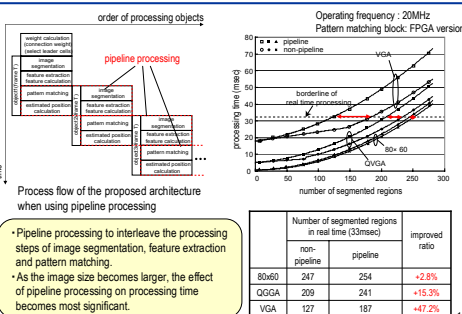 order of processing objects
weight calculation
(connection weight)
(select leader cells)
image
segmentation
feature extraction
feature calculation
pattern matching
estimated position
calculation
pipeline processing
image
segmentation
feature extraction
feature calculation
pattern matching
estimated position
calculation
image
segmentation
feature extraction
feature calculation
pattern matching
estimated position
calculation
Process flow of the proposed architecture
when using pipeline processing
• Pipeline processing to interleave the processing
steps of image segmentation, feature extraction
and pattern matching.
• As the image size becomes larger, the effect
of pipeline processing on processing time
becomes most significant.
Operating frequency : 20MHz
Pattern matching block: FPGA version
pipeline
non-pipeline
VGA
borderline of
real time processing
80×60
QVGA
processing time (msec)
80
70
60
50
40
30
20
10
0
0 50 100 150 200 250 300
number of segmented regions
Number of segmented regions
in real time (33msec)
improved
ratio
non-
pipeline
pipeline
80x60 247 254 +2.8%
QGGA 209 241 +15.3%
VGA 127 187 +47.2%